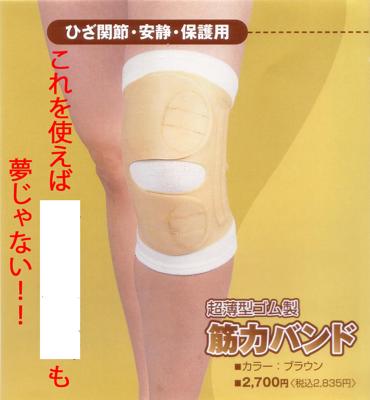 ひざ関節・安静・保護用
これを使えば
も
夢じゃない!!
超薄型ゴム製
筋力バンド
■カラー：ブラウン
■2,700円〈税込2,835円〉